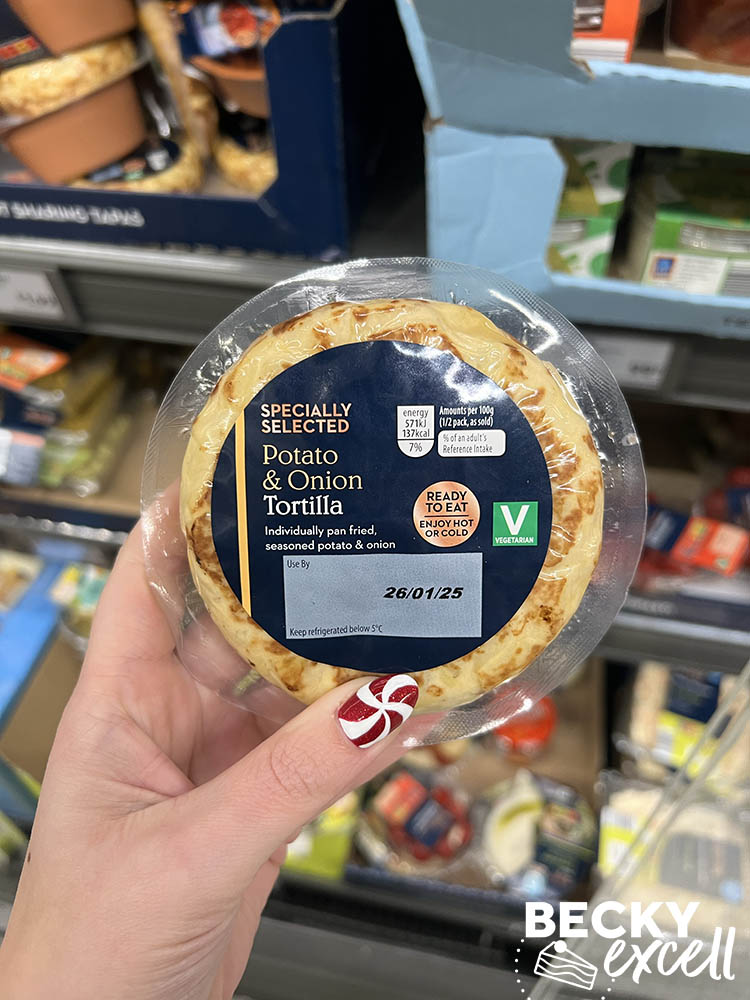 T SHARING TAPAS
SPECIALLY
SELECTED
Potato
& Onion
Tortilla
Individually pan fried,
seasoned potato & onion
energy
571kJ
137kcal
7%
Amounts per 100g
(1/2 pack, as sold)
% of an adult's
Reference Intake
READY
TO EAT
ENJOY HOT
OR COLD
V
VEGETARIAN
Use By
26/01/25
Keep refrigerated below 5°C
BECKY
excell